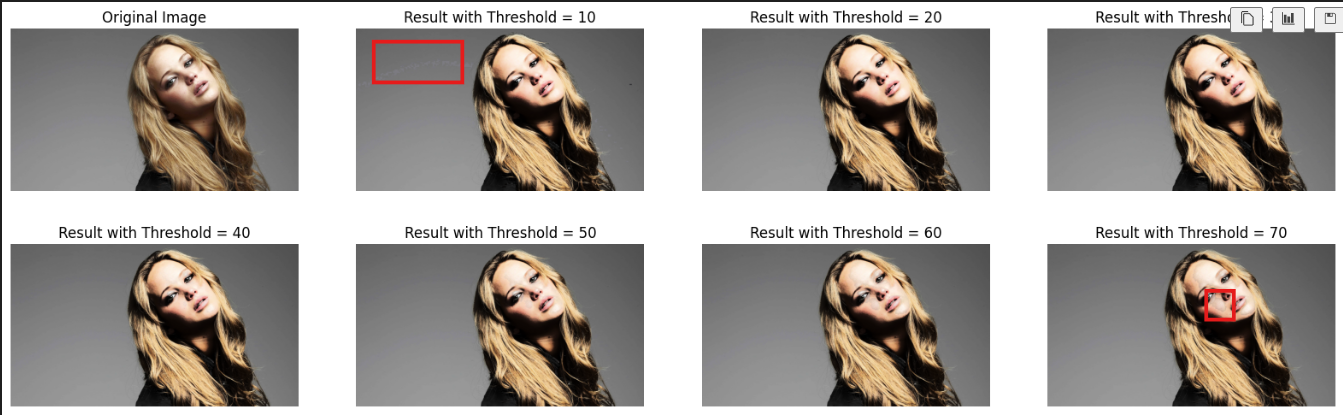 Original Image
Result with Threshold = 10
Result with Threshold = 20
Result with
Result with Threshold = 40
Result with Threshold = 50
Result with Threshold = 60
Result with Threshold = 70